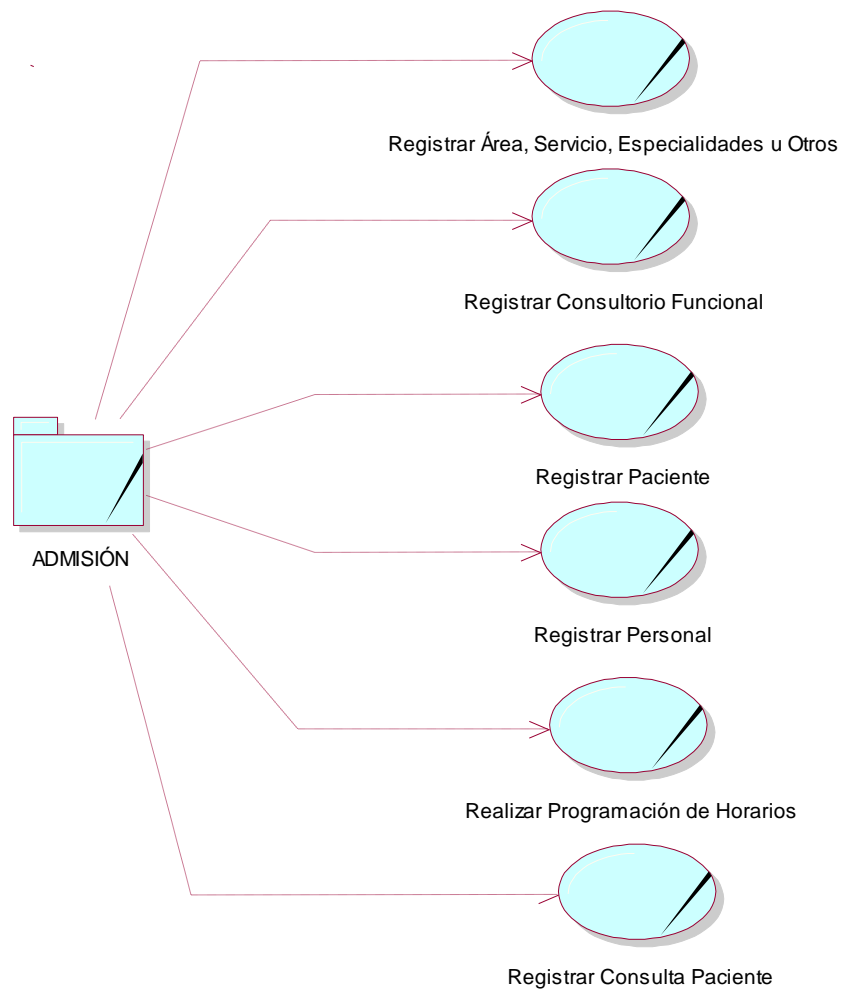 Registrar Área, Servicio, Especialidades u Otros
Registrar Consultorio Funcional
Registrar Paciente
ADMISIÓN
Registrar Personal
Realizar Programación de Horarios
Registrar Consulta Paciente